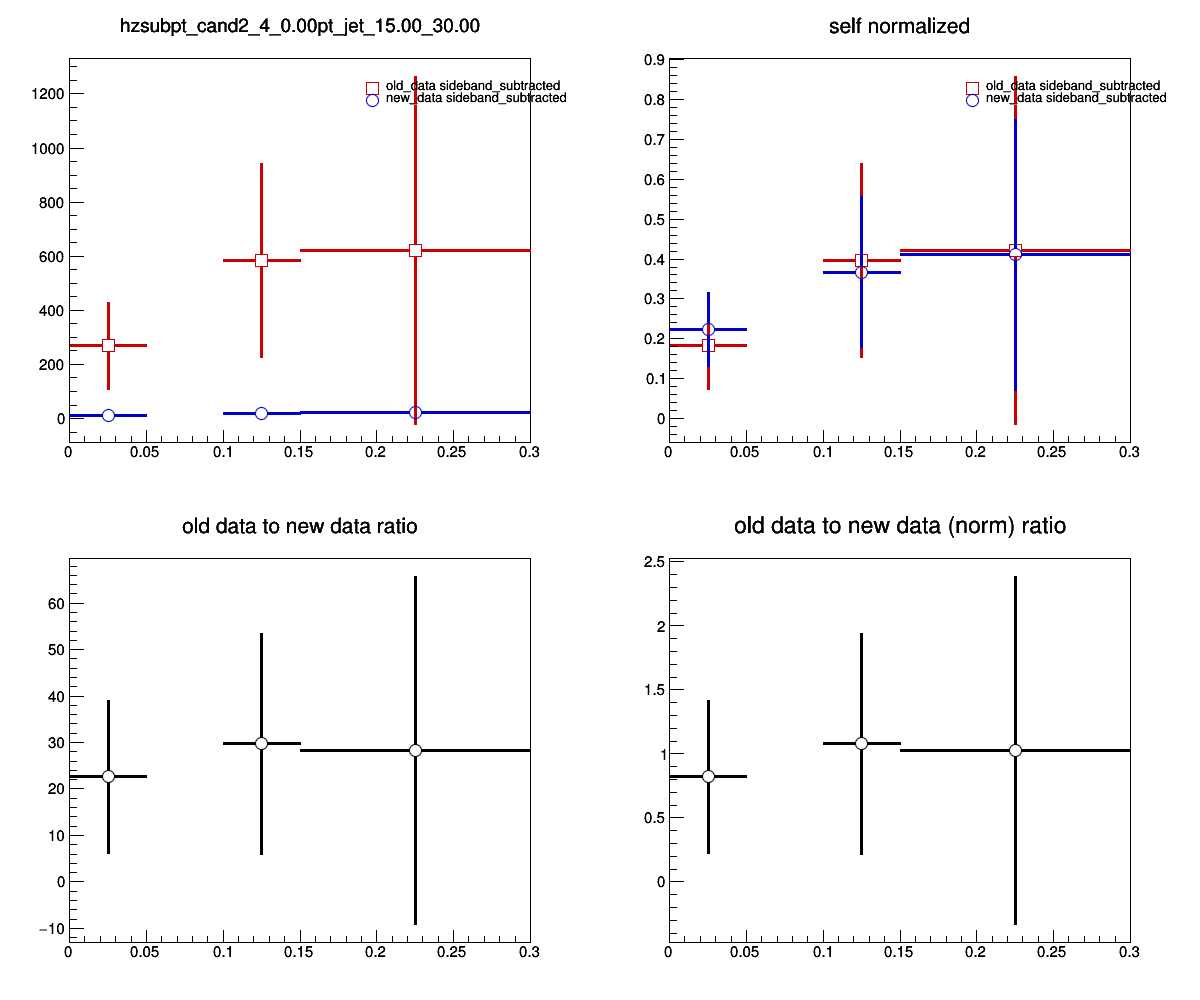 hzsubpt_cand2_4_0.00pt_jet_15.00_30.00
old_data sideband_subtracted
new_data sideband_subtracted
1200
1000
800
600
400
200
0
0 0.05 0.1 0.15 0.2 0.25 0.3
self normalized
old_data sideband_subtracted
new_data sideband_subtracted
0.9
0.8
0.7
0.6
0.5
0.4
0.3
0.2
0.1
0
0 0.05 0.1 0.15 0.2 0.25 0.3
old data to new data ratio
60
50
40
30
20
10
0
−10
0 0.05 0.1 0.15 0.2 0.25 0.3
old data to new data (norm) ratio
2.5
2
1.5
1
0.5
0
0 0.05 0.1 0.15 0.2 0.25 0.3